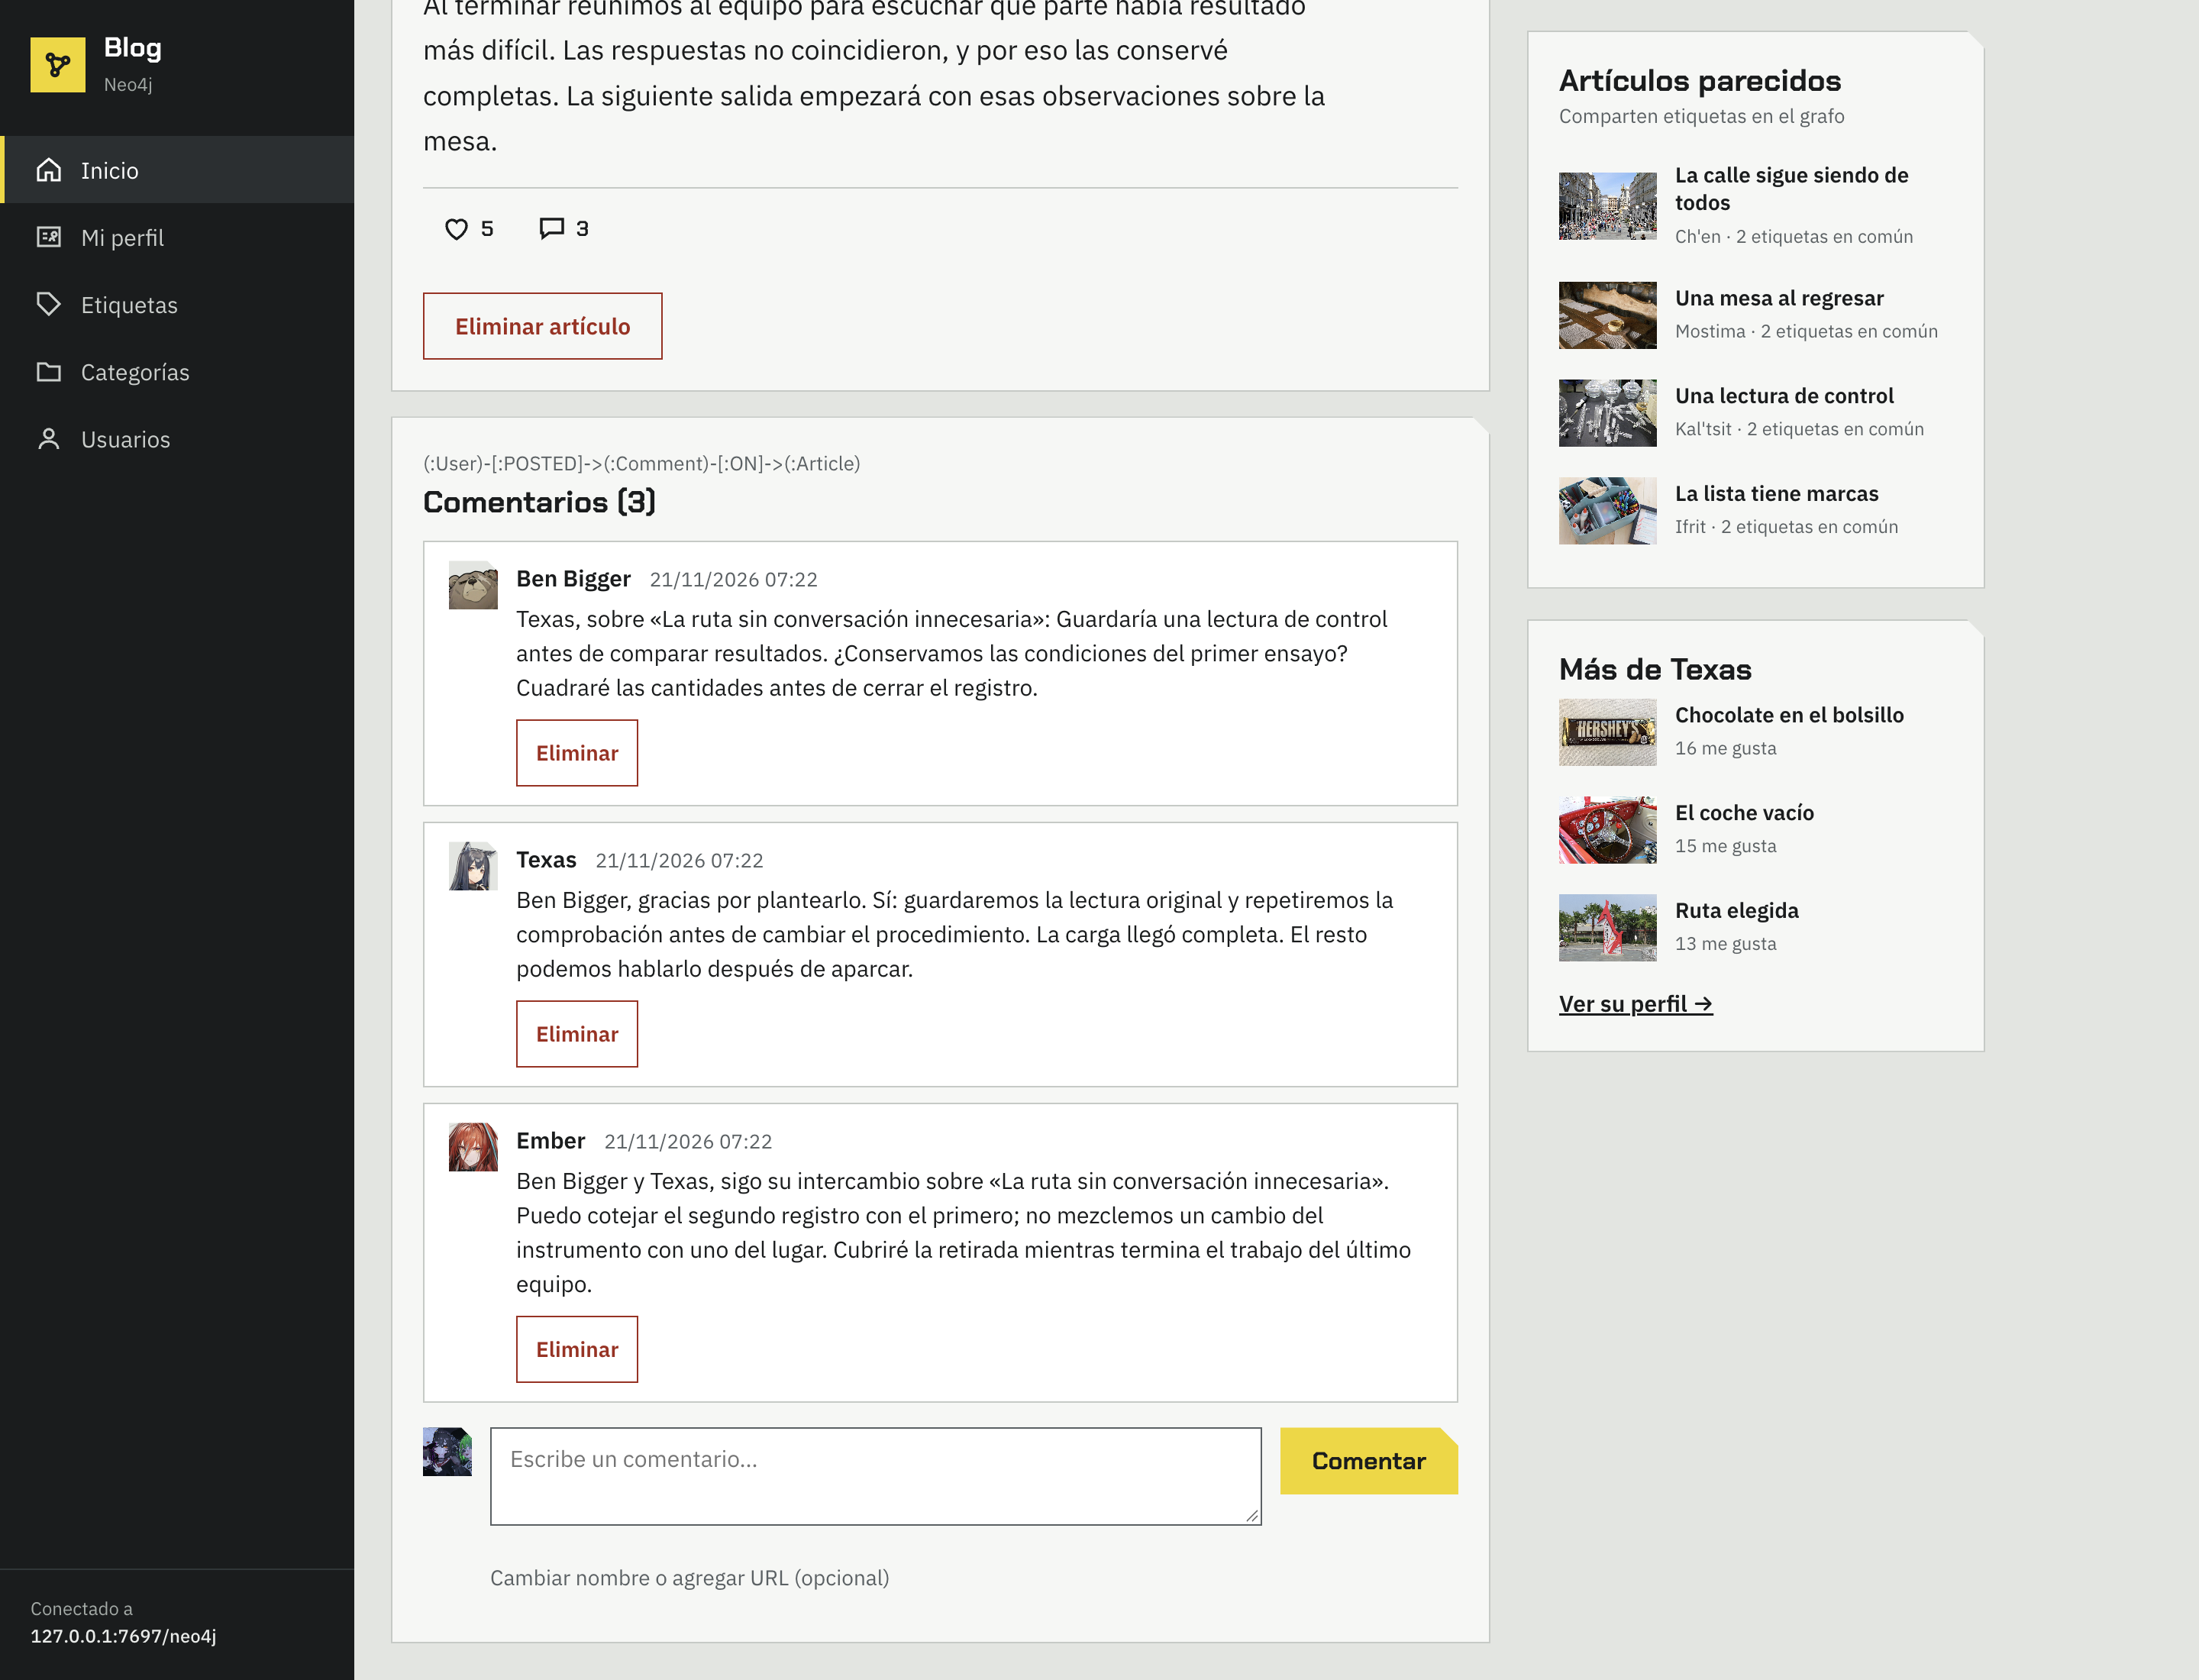 Blog
Neo4j
Inicio
Mi perfil
Etiquetas
Categorías
Usuarios
Conectado a
127.0.0.1:7697/neo4j
Al terminar reunimos al equipo para escuchar qué parte había resultado
más difícil. Las respuestas no coincidieron, y por eso las conservé
completas. La siguiente salida empezará con esas observaciones sobre la
mesa.
5
3
Eliminar artículo
(:User)-[:POSTED]->(:Comment)-[:ON]->(:Article)
Comentarios (3)
Ben Bigger 21/11/2026 07:22
Texas, sobre «La ruta sin conversación innecesaria»: Guardaría una lectura de control
antes de comparar resultados. ¿Conservamos las condiciones del primer ensayo?
Cuadraré las cantidades antes de cerrar el registro.
Eliminar
Texas 21/11/2026 07:22
Ben Bigger, gracias por plantearlo. Sí: guardaremos la lectura original y repetiremos la
comprobación antes de cambiar el procedimiento. La carga llegó completa. El resto
podemos hablarlo después de aparcar.
Eliminar
Ember 21/11/2026 07:22
Ben Bigger y Texas, sigo su intercambio sobre «La ruta sin conversación innecesaria».
Puedo cotejar el segundo registro con el primero; no mezclemos un cambio del
instrumento con uno del lugar. Cubriré la retirada mientras termina el trabajo del último
equipo.
Eliminar
Escribe un comentario...
Comentar
Cambiar nombre o agregar URL (opcional)
Artículos parecidos
Comparten etiquetas en el grafo
La calle sigue siendo de
todos
Ch'en · 2 etiquetas en común
Una mesa al regresar
Mostima · 2 etiquetas en común
Una lectura de control
Kal'tsit · 2 etiquetas en común
La lista tiene marcas
Ifrit · 2 etiquetas en común
Más de Texas
HERSHEY'S
Chocolate en el bolsillo
16 me gusta
El coche vacío
15 me gusta
Ruta elegida
13 me gusta
Ver su perfil →